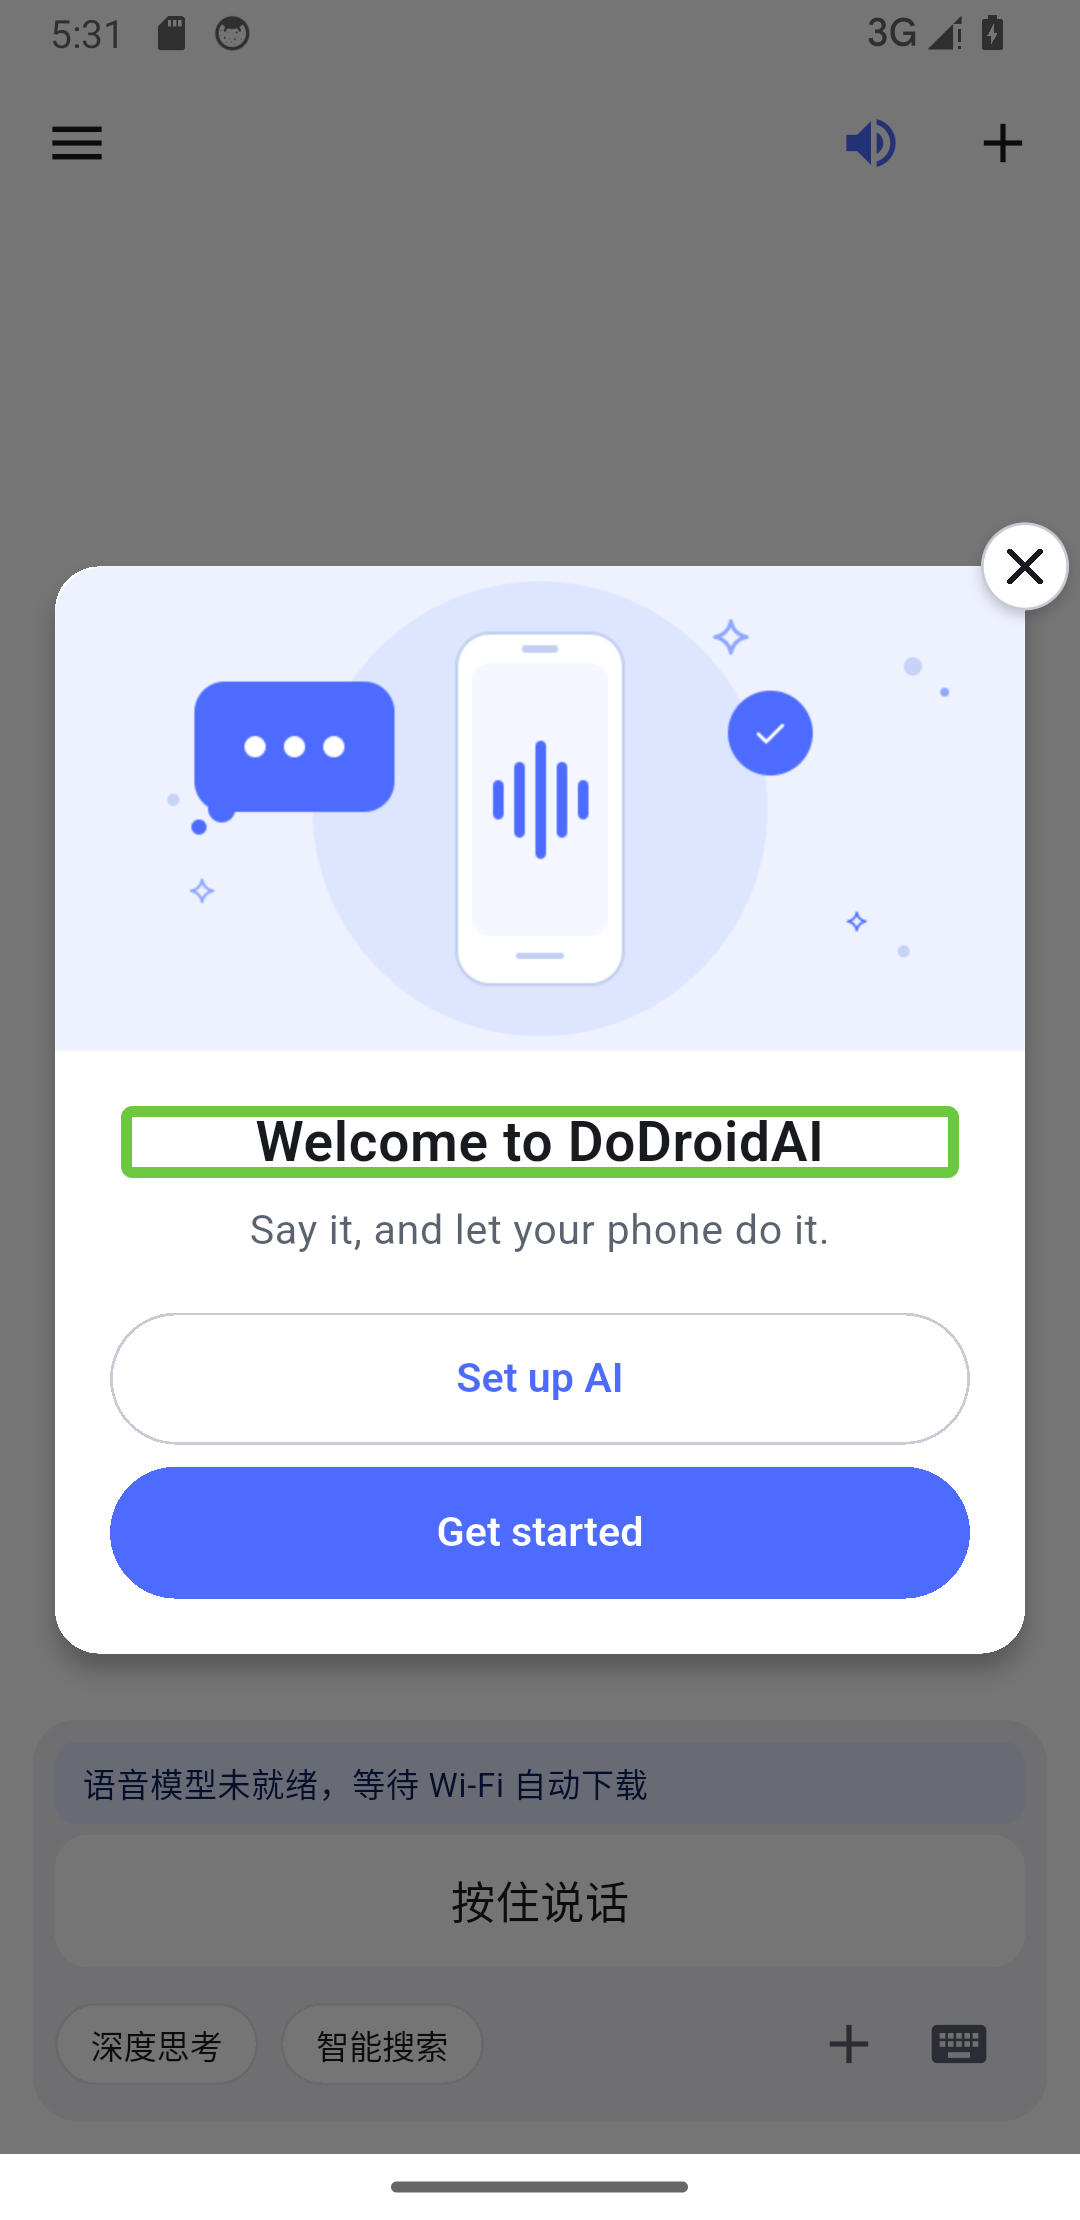 5:31
3G
Welcome to DoDroidAI
Say it, and let your phone do it.
Set up AI
Get started
语音模型未就绪，等待 Wi-Fi 自动下载
按住说话
深度思考
智能搜索